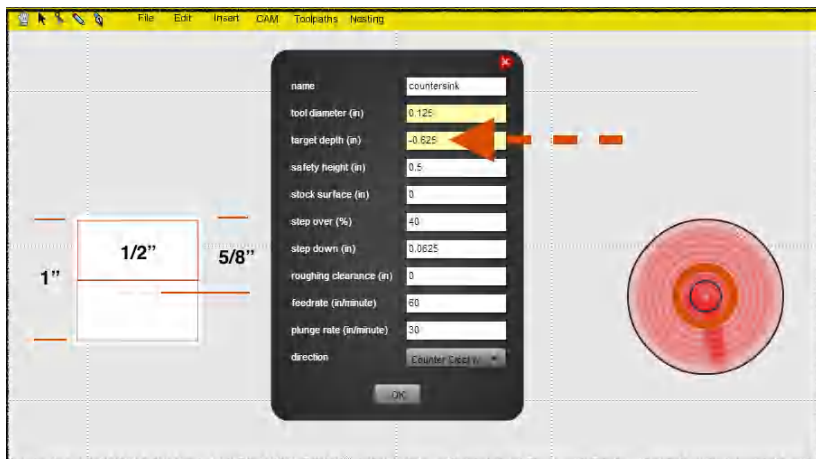 File Edit Insert CAM Toolpaths Nesting
name countersink
tool diameter (in) 0.125
target depth (in) -0.625
safety height (in) 0.5
stock surface (in) 0
step over (%) 40
step down (in) 0.0625
roughing clearance (in) 0
feedrate (in/minute) 60
plunge rate (in/minute) 30
direction Counter
OK
1"
1/2"
5/8"